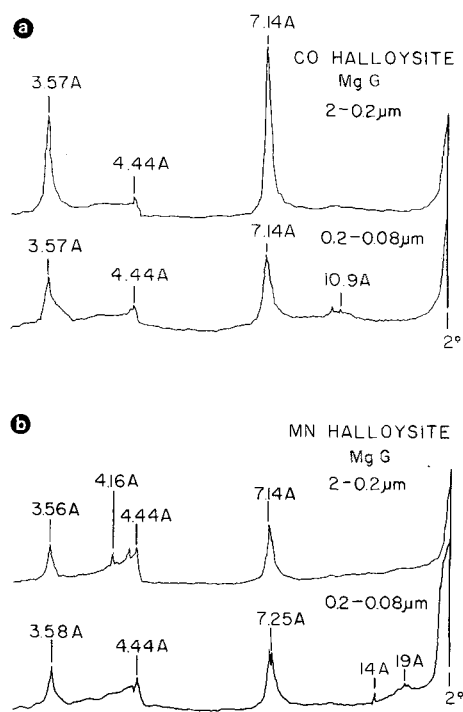 a
7.14A
CO HALLOYSITE
Mg G
2-0.2µm
3.57A
4.44A
3.57A
7.14A
0.2-0.08µm
4.44A
10.9A
2°
b
MN HALLOYSITE
Mg G
2-0.2µm
4.16A
3.56A
4.44A
7.14A
0.2-0.08µm
3.58A
4.44A
7.25A
14A
19A
2°